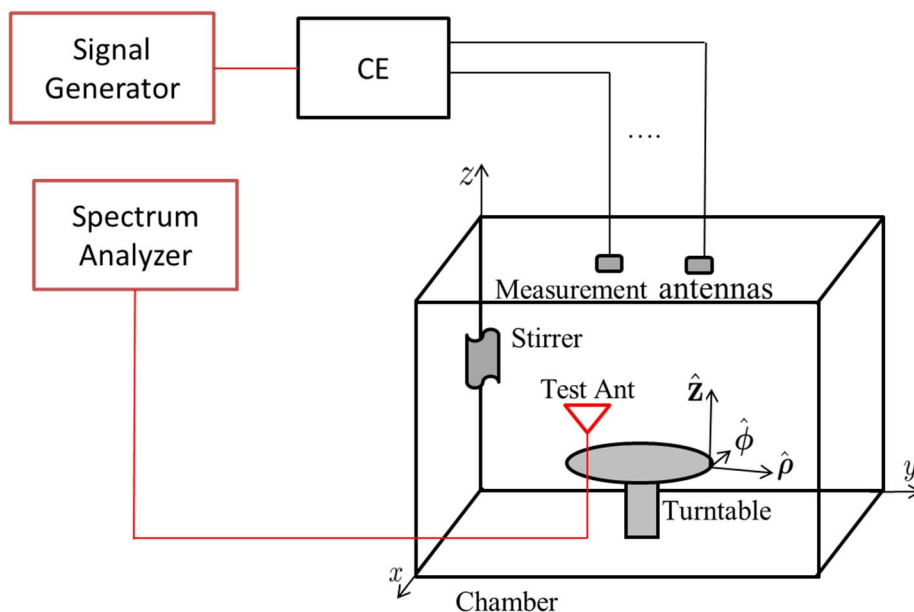 Signal
Generator
CE
....
Spectrum
Analyzer
z
Measurement antennas
Stirrer
Test Ant
ẑ
ϕ̂
ρ̂
y
Turntable
x
Chamber